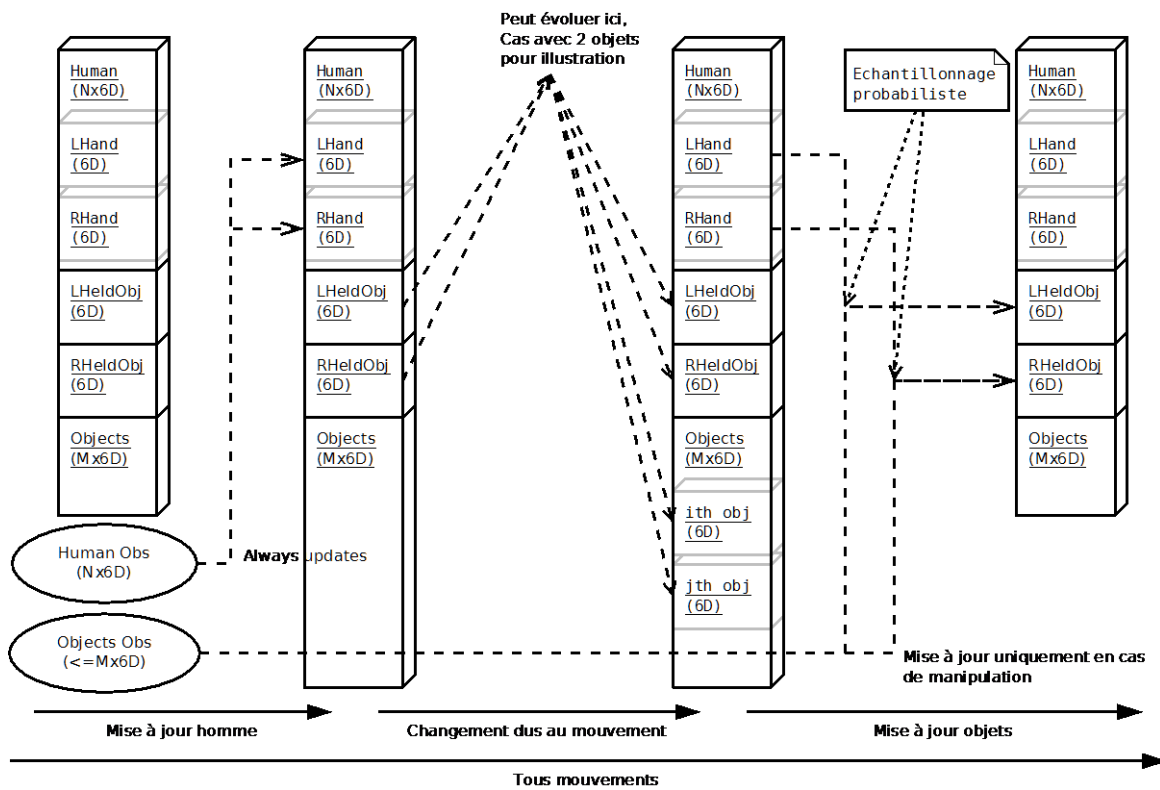 Peut évoluer ici,
Cas avec 2 objets
pour illustration
Human
(Nx6D)
LHand
(6D)
RHand
(6D)
LHeldObj
(6D)
RHeldObj
(6D)
Objects
(Mx6D)
Human
(Nx6D)
LHand
(6D)
RHand
(6D)
LHeldObj
(6D)
RHeldObj
(6D)
Objects
(Mx6D)
Human
(Nx6D)
LHand
(6D)
RHand
(6D)
LHeldObj
(6D)
RHeldObj
(6D)
Objects
(Mx6D)
ith obj
(6D)
jth obj
(6D)
Echantillonnage
probabiliste
Human
(Nx6D)
LHand
(6D)
RHand
(6D)
LHeldObj
(6D)
RHeldObj
(6D)
Objects
(Mx6D)
Human Obs
(Nx6D)
Always updates
Objects Obs
(<=Mx6D)
Mise à jour uniquement en cas
de manipulation
Mise à jour homme
Changement dus au mouvement
Mise à jour objets
Tous mouvements